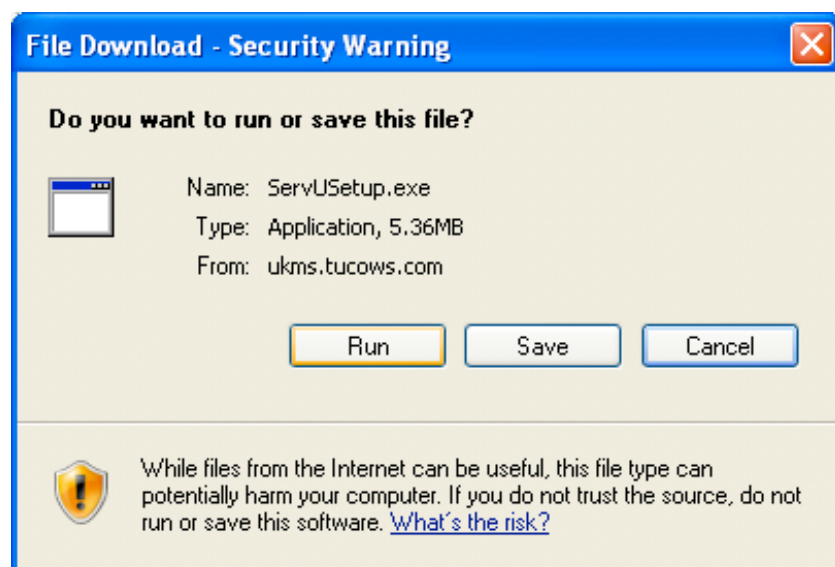 File Download - Security Warning
Do you want to run or save this file?
Name: ServUSetup.exe
Type: Application, 5.36MB
From: ukms.tucows.com
Run Save Cancel
While files from the Internet can be useful, this file type can
potentially harm your computer. If you do not trust the source, do not
run or save this software. What's the risk?